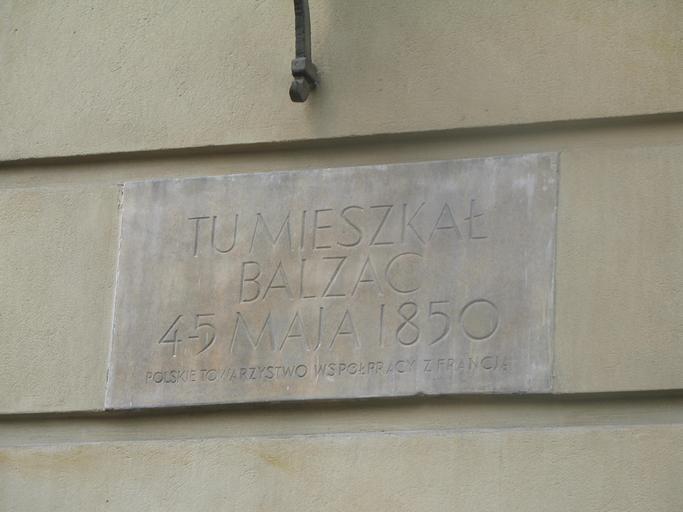 TU MIESZKAŁ
BALZAC
4-5 MAJA 1850
POLSKIE TOWARZYSTWO WSPÓŁPRACY Z FRANCJĄ